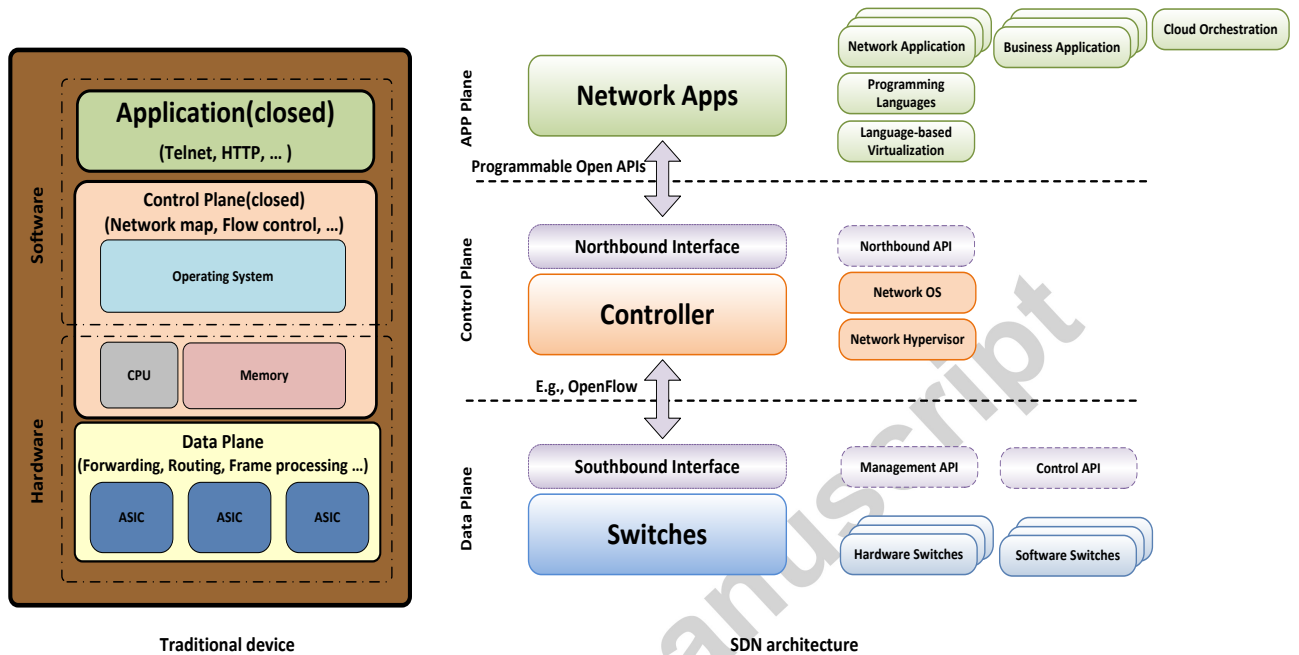 Software
Hardware
Application(closed)
(Telnet, HTTP, ... )
Control Plane(closed)
(Network map, Flow control, ...)
Operating System
CPU
Memory
Data Plane
(Forwarding, Routing, Frame processing ...)
ASIC
ASIC
ASIC
Traditional device
APP Plane
Network Apps
Network Application
Business Application
Cloud Orchestration
Programming
Languages
Language-based
Virtualization
Programmable Open APIs
Control Plane
Northbound Interface
Northbound API
Controller
Network OS
Network Hypervisor
E.g., OpenFlow
Data Plane
Southbound Interface
Management API
Control API
Switches
Hardware Switches
Software Switches
SDN architecture
anuscript